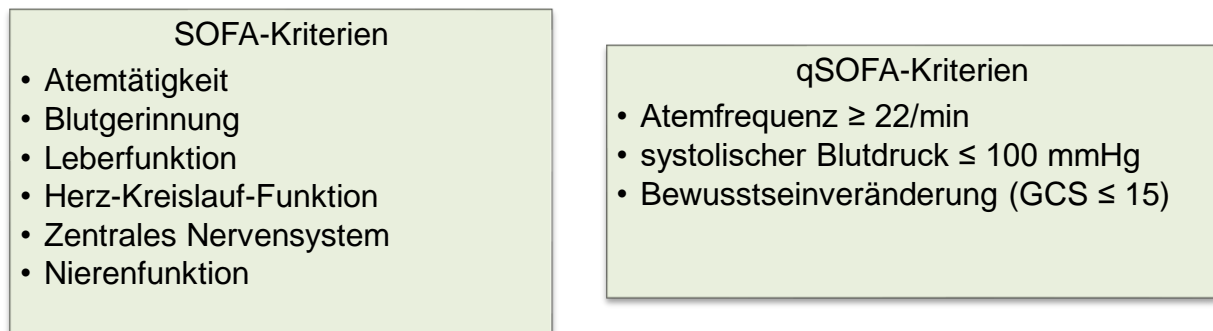 SOFA-Kriterien
• Atemtätigkeit
• Blutgerinnung
• Leberfunktion
• Herz-Kreislauf-Funktion
• Zentrales Nervensystem
• Nierenfunktion
qSOFA-Kriterien
• Atemfrequenz ≥ 22/min
• systolischer Blutdruck ≤ 100 mmHg
• Bewusstseinveränderung (GCS ≤ 15)